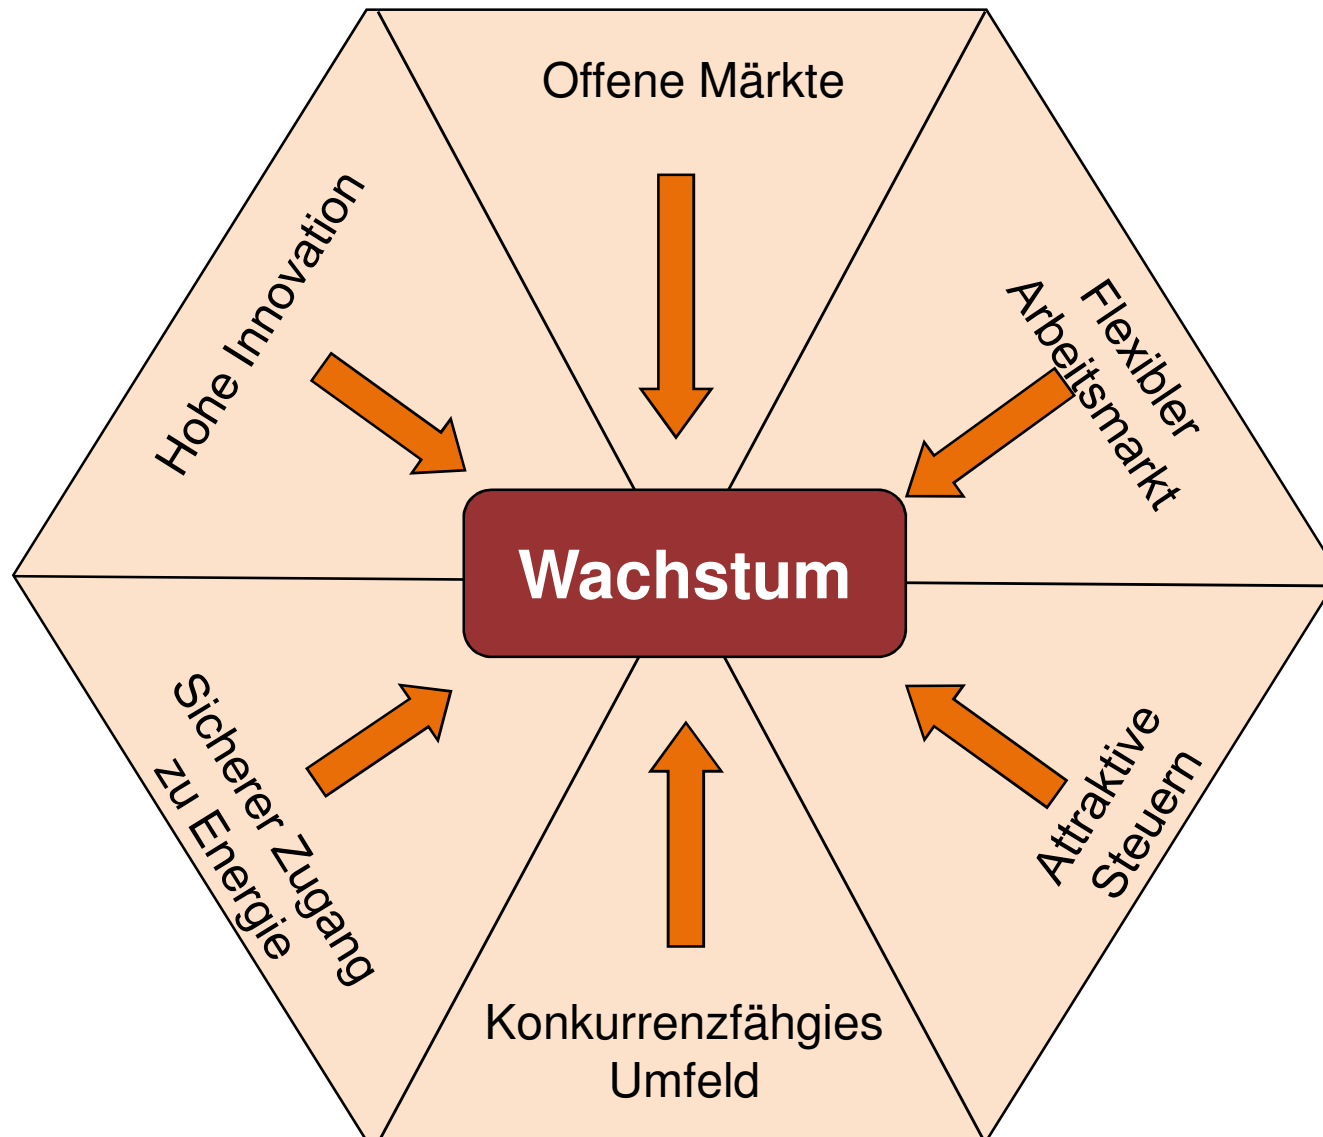 Offene Märkte
Hohe Innovation
Flexibler
Arbeitsmarkt
Wachstum
Sicherer Zugang
zu Energie
Attraktive
Steuern
Konkurrenzfähgies
Umfeld